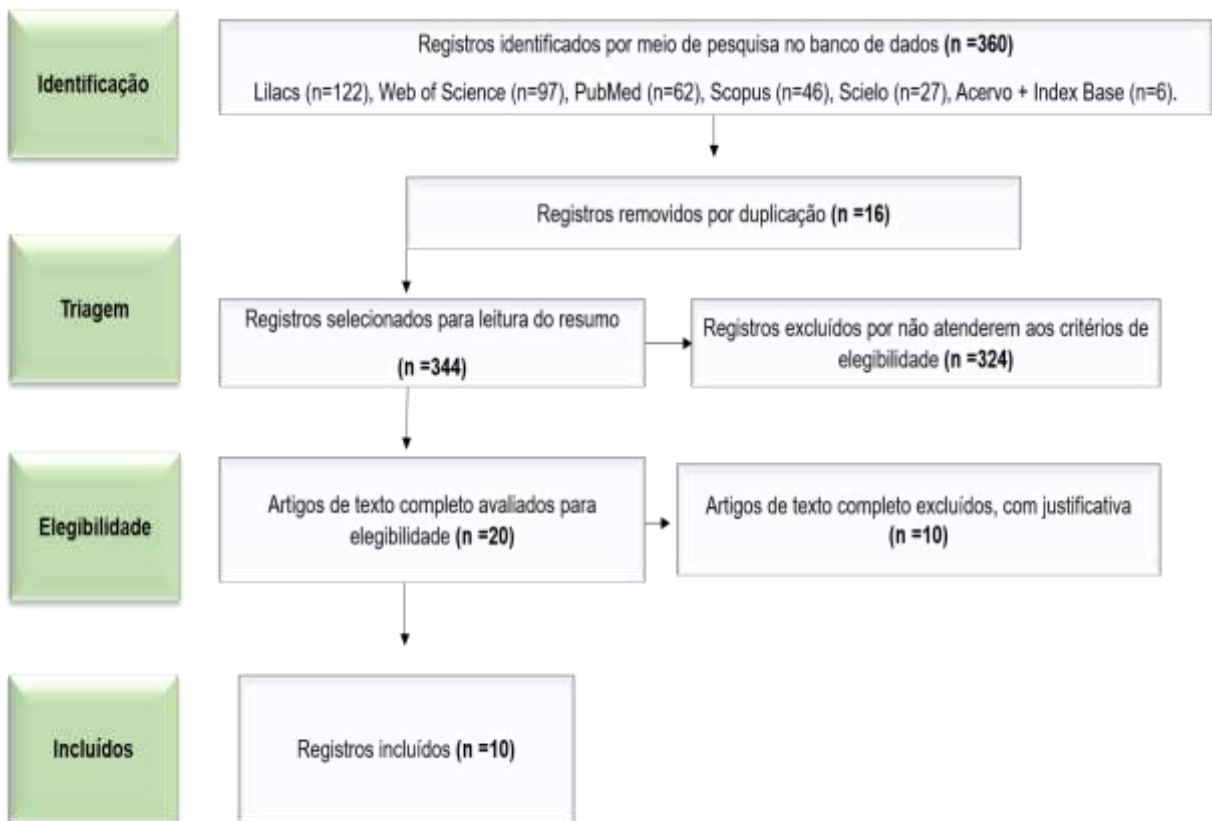 Identificação
Registros identificados por meio de pesquisa no banco de dados (n =360)
Lilacs (n=122), Web of Science (n=97), PubMed (n=62), Scopus (n=46), Scielo (n=27), Acervo + Index Base (n=6).
Registros removidos por duplicação (n =16)
Triagem
Registros selecionados para leitura do resumo
(n =344)
Registros excluídos por não atenderem aos critérios de
elegibilidade (n =324)
Elegibilidade
Artigos de texto completo avaliados para
elegibilidade (n =20)
Artigos de texto completo excluídos, com justificativa
(n =10)
Incluídos
Registros incluídos (n =10)